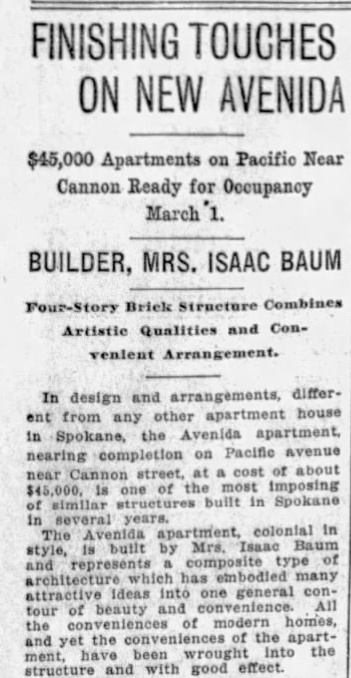 FINISHING TOUCHES
ON NEW AVENIDA
$45,000 Apartments on Pacific Near
Cannon Ready for Occupancy
March 1.
BUILDER, MRS. ISAAC BAUM
Four-Story Brick Structure Combines
Artistic Qualities and Con-
venient Arrangement.
In design and arrangements, differ-
ent from any other apartment house
in Spokane, the Avenida apartment,
nearing completion on Pacific avenue
near Cannon street, at a cost of about
$45,000, is one of the most imposing
of similar structures built in Spokane
in several years.
The Avenida apartment, colonial in
style, is built by Mrs. Isaac Baum
and represents a composite type of
architecture which has embodied many
attractive ideas into one general con-
tour of beauty and convenience. All
the conveniences of modern homes,
and yet the conveniences of the apart-
ment, have been wrought into the
structure and with good effect.